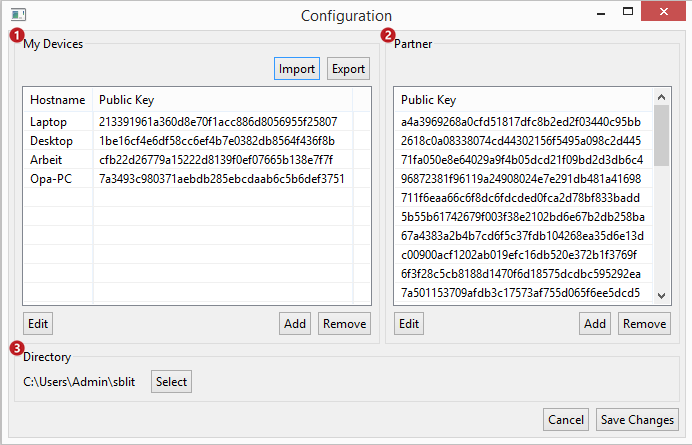 Configuration
1 My Devices
Import Export
Hostname Public Key
Laptop 213391961a360d8e70f1acc886d8056955f25807
Desktop 1be16cf4e6df58cc6ef4b7e0382db8564f436f8b
Arbeit cfb22d26779a15222d8139f0ef07665b138e7f7f
Opa-PC 7a3493c980371aebdb285ebcdaab6c5b6def3751
Edit Add Remove
2 Partner
Public Key
a4a3969268a0cfd51817dfc8b2ed2f03440c95bb
2618c0a08338074cd44302156f5495a098c2d445
71fa050e8e64029a9f4b05dcd21f09bd2d3db6c4
96872381f96119a24908024e7e291db481a41698
711f6eaa66c6f8dc6fdcded0fca2d78bf833badd
5b55b61742679f003f38e2102bd6e67b2db258ba
67a4383a2b4b7cd6f5c37fdb104268ea35d6e13d
cc00900acf1202ab019efc16db520e372b1f3769f
6f3f28c5cb8188d1470f6d18575dcdbc595292ea
7a501153709afdb3c17573af755d065f6ee5dcd5
Edit Add Remove
3 Directory
C:\Users\Admin\sblit Select
Cancel Save Changes